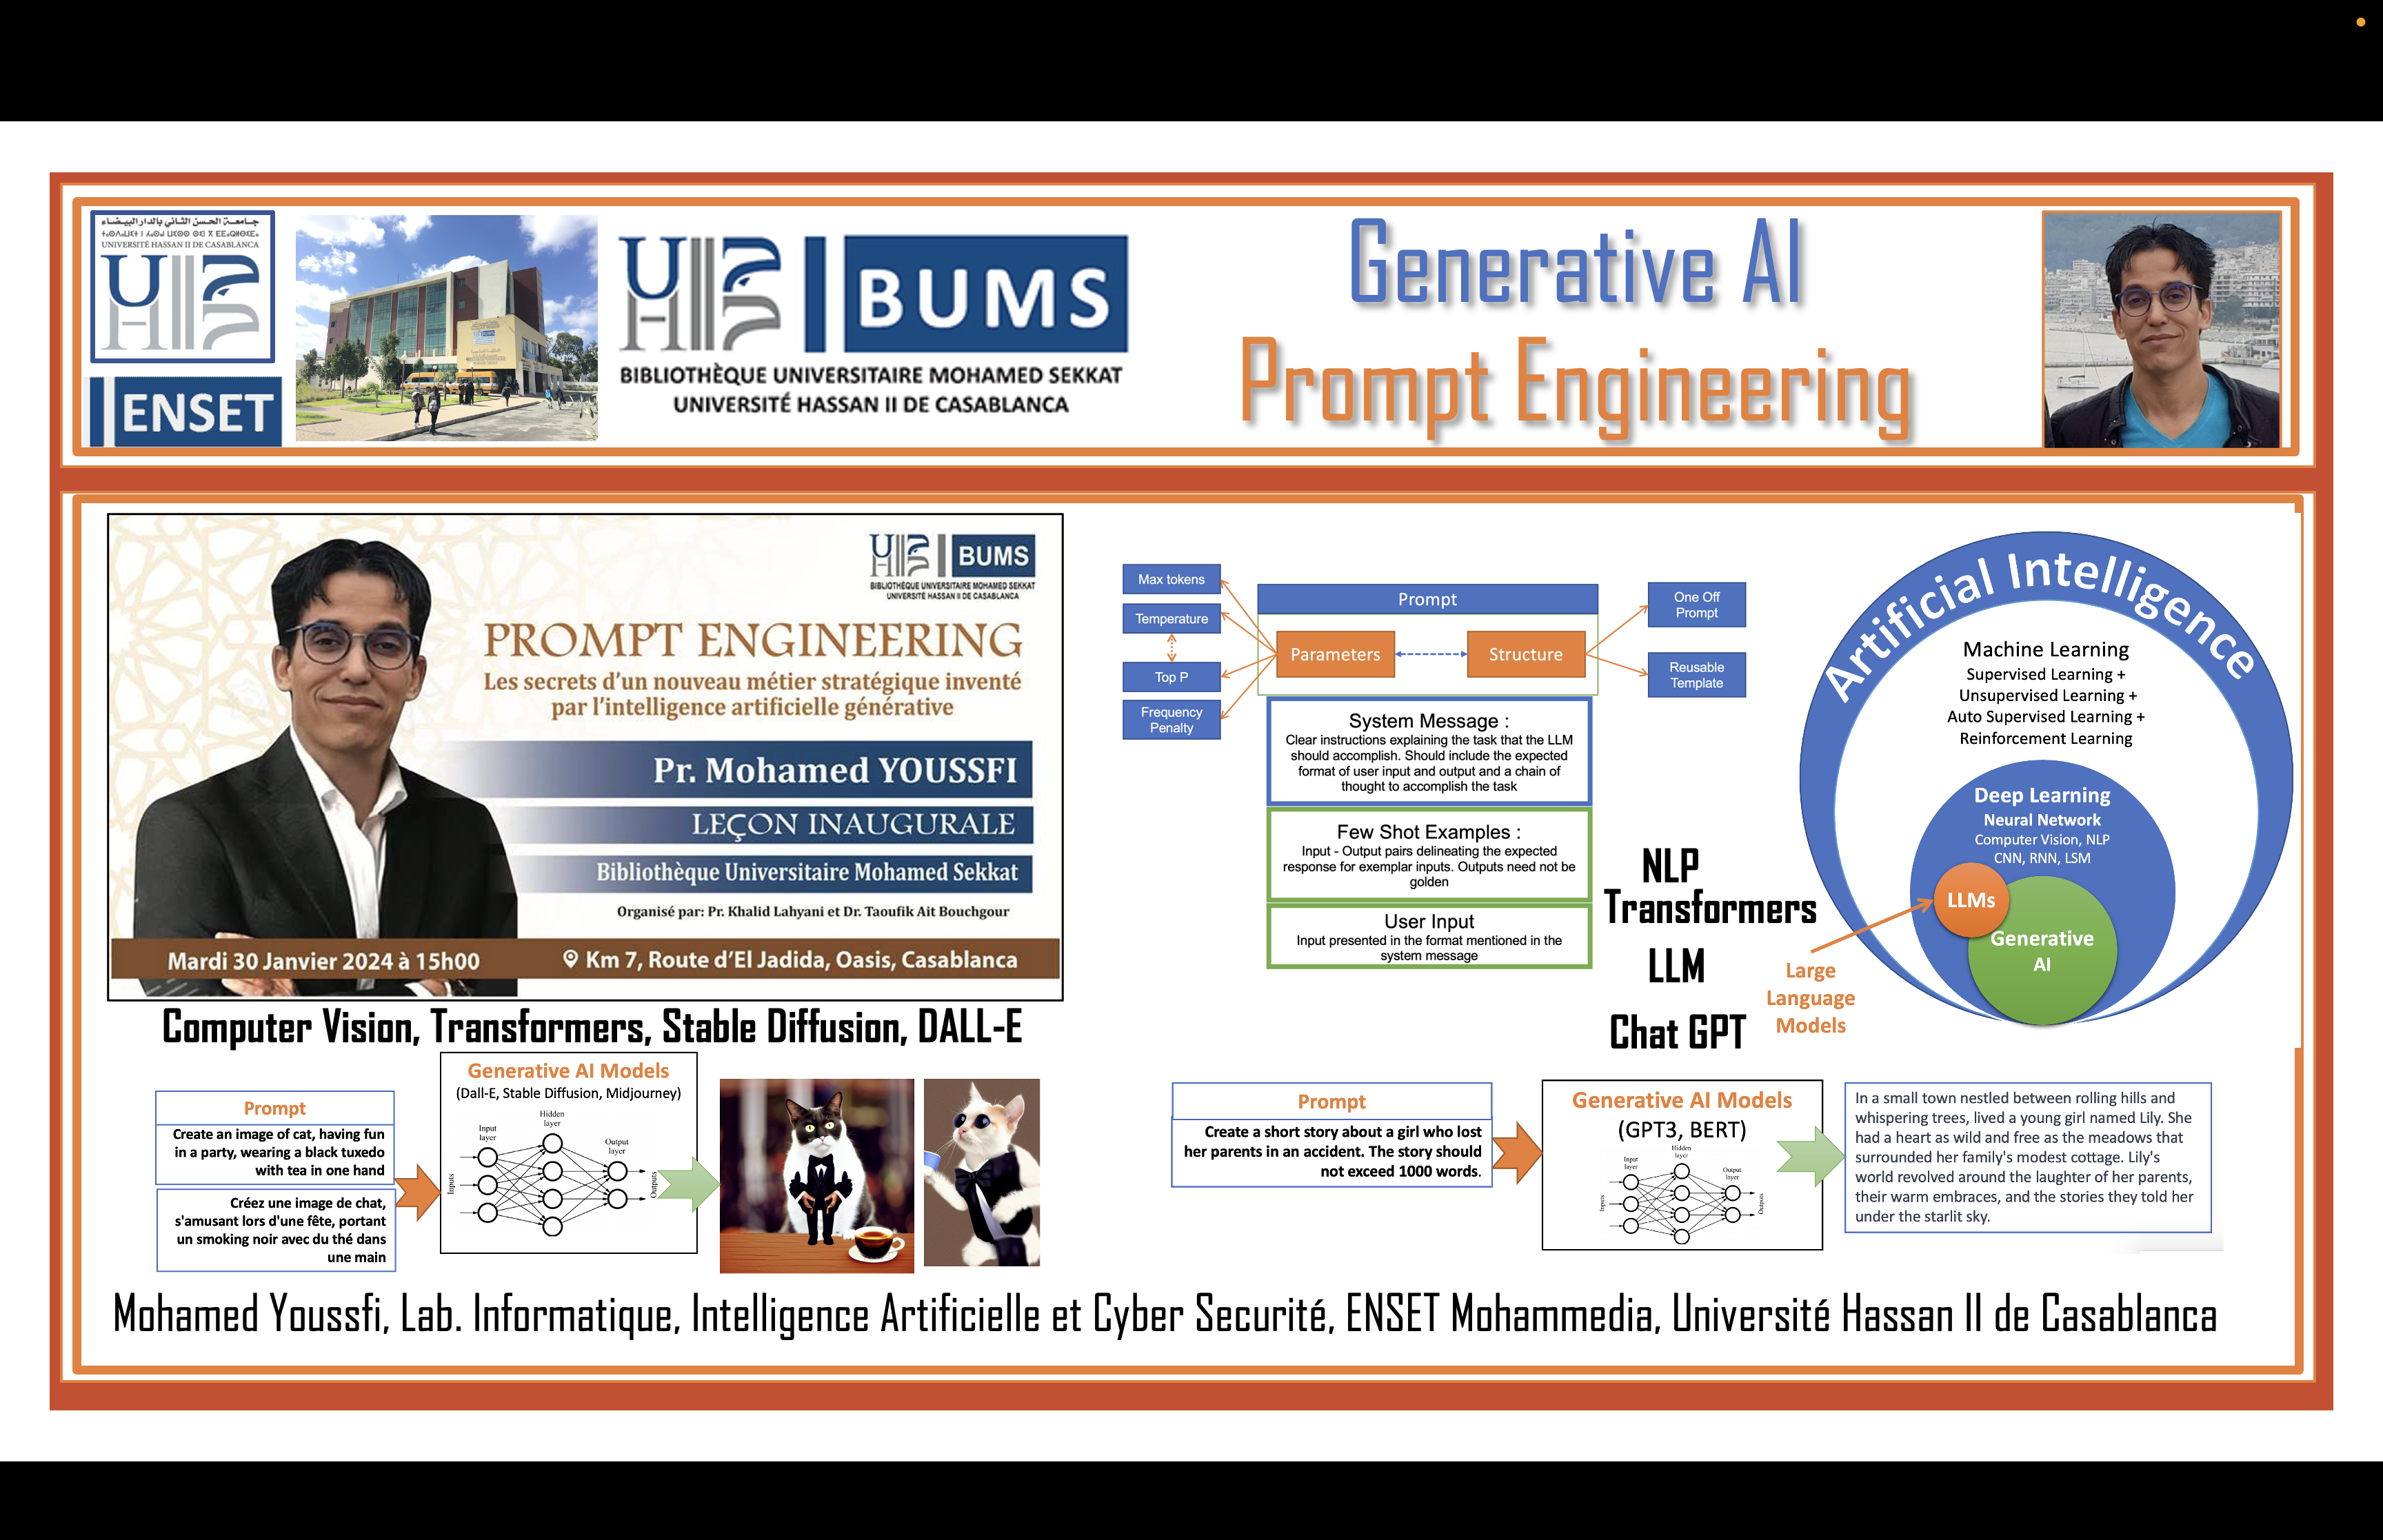 جامعة الحسن الثاني بالدار البيضاء
UNIVERSITÉ HASSAN II DE CASABLANCA
UH2C
ENSET
UH2C
BUMS
BIBLIOTHÈQUE UNIVERSITAIRE MOHAMED SEKKAT
UNIVERSITÉ HASSAN II DE CASABLANCA
Generative AI
Prompt Engineering
BUMS
BIBLIOTHÈQUE UNIVERSITAIRE MOHAMED SEKKAT
UNIVERSITÉ HASSAN II DE CASABLANCA
PROMPT ENGINEERING
Les secrets d'un nouveau métier stratégique inventé
par l'intelligence artificielle générative
Pr. Mohamed YOUSSFI
LEÇON INAUGURALE
Bibliothèque Universitaire Mohamed Sekkat
Organisé par: Pr. Khalid Lahyani et Dr. Taoufik Ait Bouchgour
Mardi 30 Janvier 2024 à 15h00
Km 7, Route d'El Jadida, Oasis, Casablanca
Max tokens
Temperature
Top P
Frequency
Penalty
Prompt
Parameters
Structure
One Off
Prompt
Reusable
Template
System Message :
Clear instructions explaining the task that the LLM
should accomplish. Should include the expected
format of user input and output and a chain of
thought to accomplish the task
Few Shot Examples :
Input - Output pairs delineating the expected
response for exemplar inputs. Outputs need not be
golden
User Input
Input presented in the format mentioned in the
system message
NLP
Transformers
LLM
Chat GPT
Artificial Intelligence
Machine Learning
Supervised Learning +
Unsupervised Learning +
Auto Supervised Learning +
Reinforcement Learning
Deep Learning
Neural Network
Computer Vision, NLP
CNN, RNN, LSM
LLMs
Generative
AI
Large
Language
Models
Computer Vision, Transformers, Stable Diffusion, DALL-E
Prompt
Create an image of cat, having fun
in a party, wearing a black tuxedo
with tea in one hand
Créez une image de chat,
s'amusant lors d'une fête, portant
un smoking noir avec du thé dans
une main
Generative AI Models
(Dall-E, Stable Diffusion, Midjourney)
Input
layer
Hidden
layer
Output
layer
Inputs
Outputs
Prompt
Create a short story about a girl who lost
her parents in an accident. The story should
not exceed 1000 words.
Generative AI Models
(GPT3, BERT)
Input
layer
Hidden
layer
Output
layer
Inputs
Outputs
In a small town nestled between rolling hills and
whispering trees, lived a young girl named Lily. She
had a heart as wild and free as the meadows that
surrounded her family's modest cottage. Lily's
world revolved around the laughter of her parents,
their warm embraces, and the stories they told her
under the starlit sky.
Mohamed Youssfi, Lab. Informatique, Intelligence Artificielle et Cyber Securité, ENSET Mohammedia, Université Hassan II de Casablanca